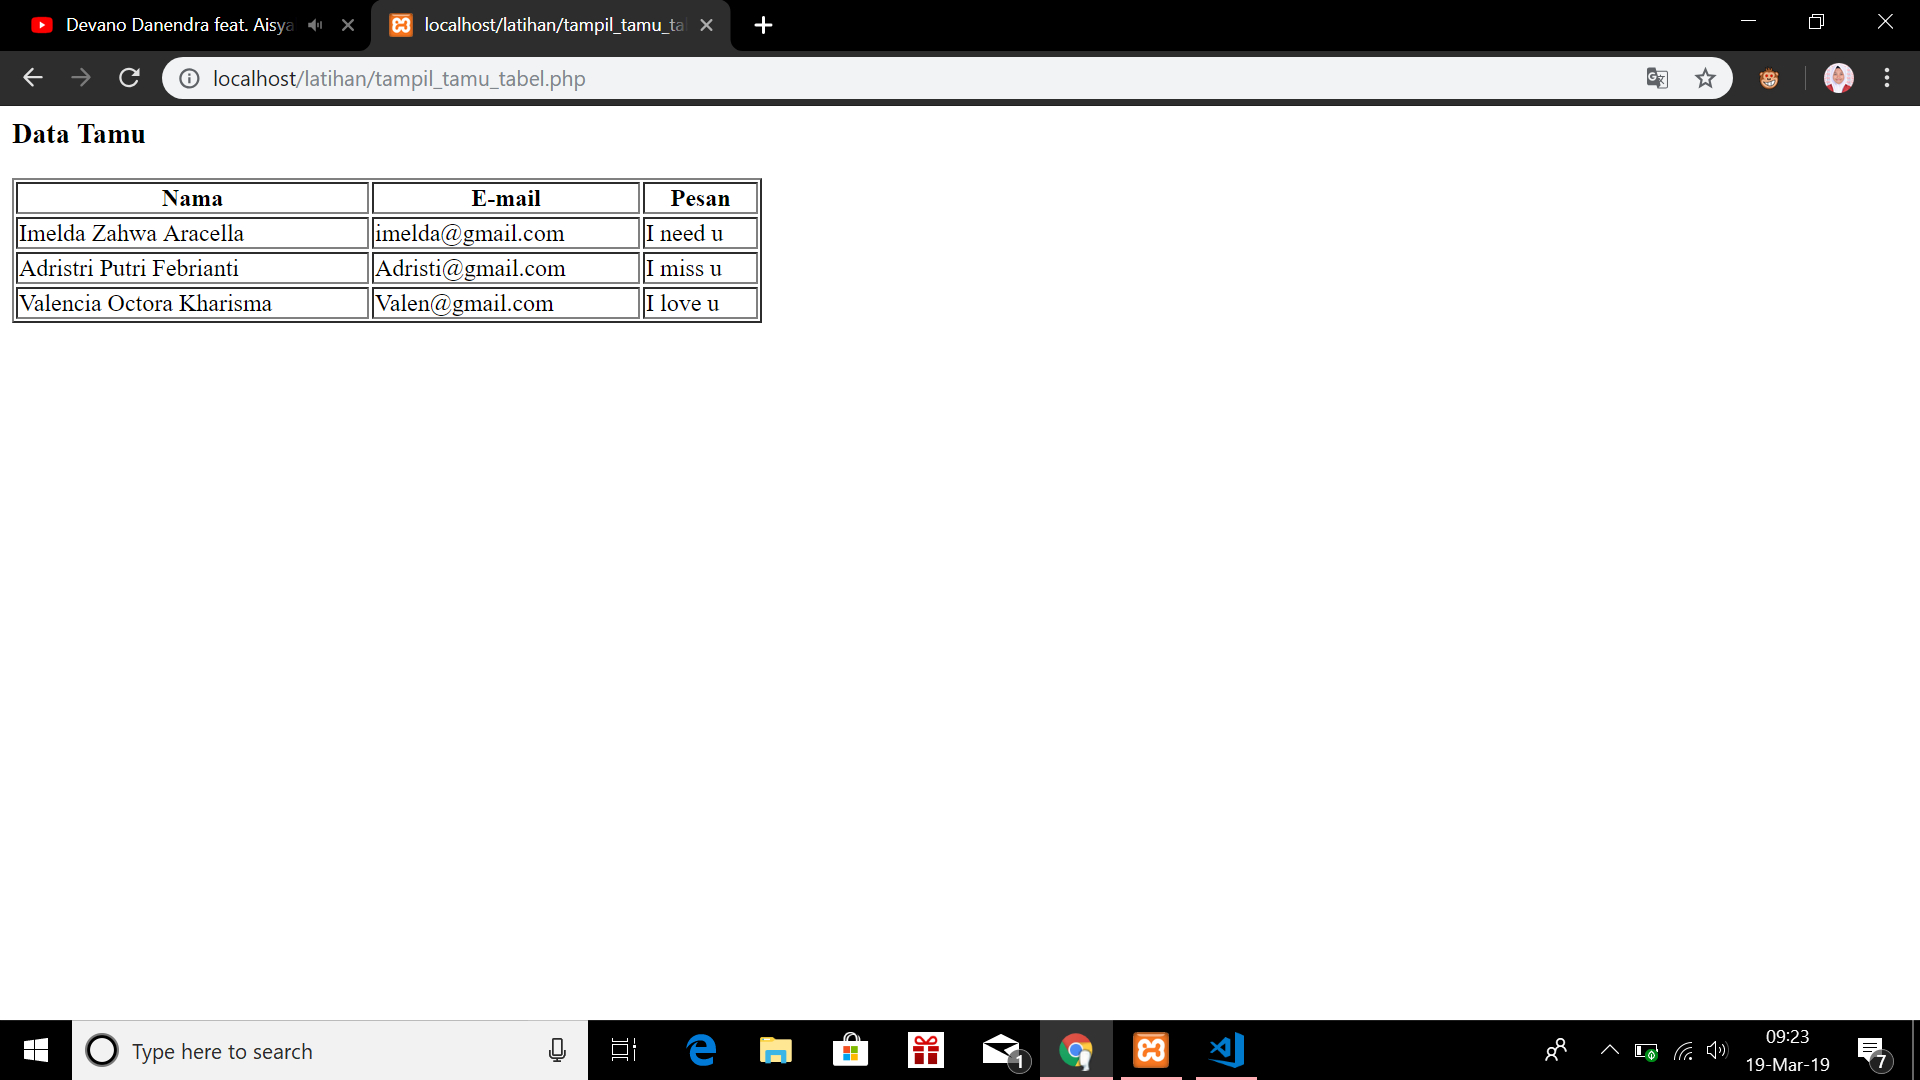 Devano Danendra feat. Aisya
localhost/latihan/tampil_tamu_ta
localhost/latihan/tampil_tamu_tabel.php
Data Tamu
Nama E-mail Pesan
Imelda Zahwa Aracella imelda@gmail.com I need u
Adristri Putri Febrianti Adristi@gmail.com I miss u
Valencia Octora Kharisma Valen@gmail.com I love u
Type here to search
1
09:23
19-Mar-19
7